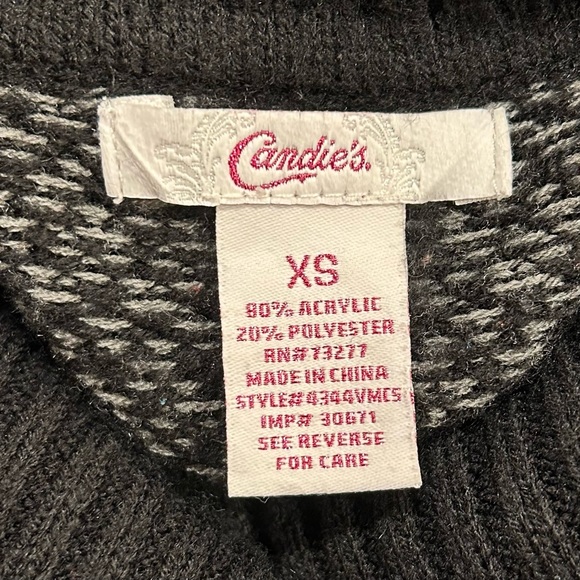 Candie's.
XS
80% ACRYLIC
20% POLYESTER
RN#73277
MADE IN CHINA
STYLE#4344VMCS
IMP# 30671
SEE REVERSE
FOR CARE